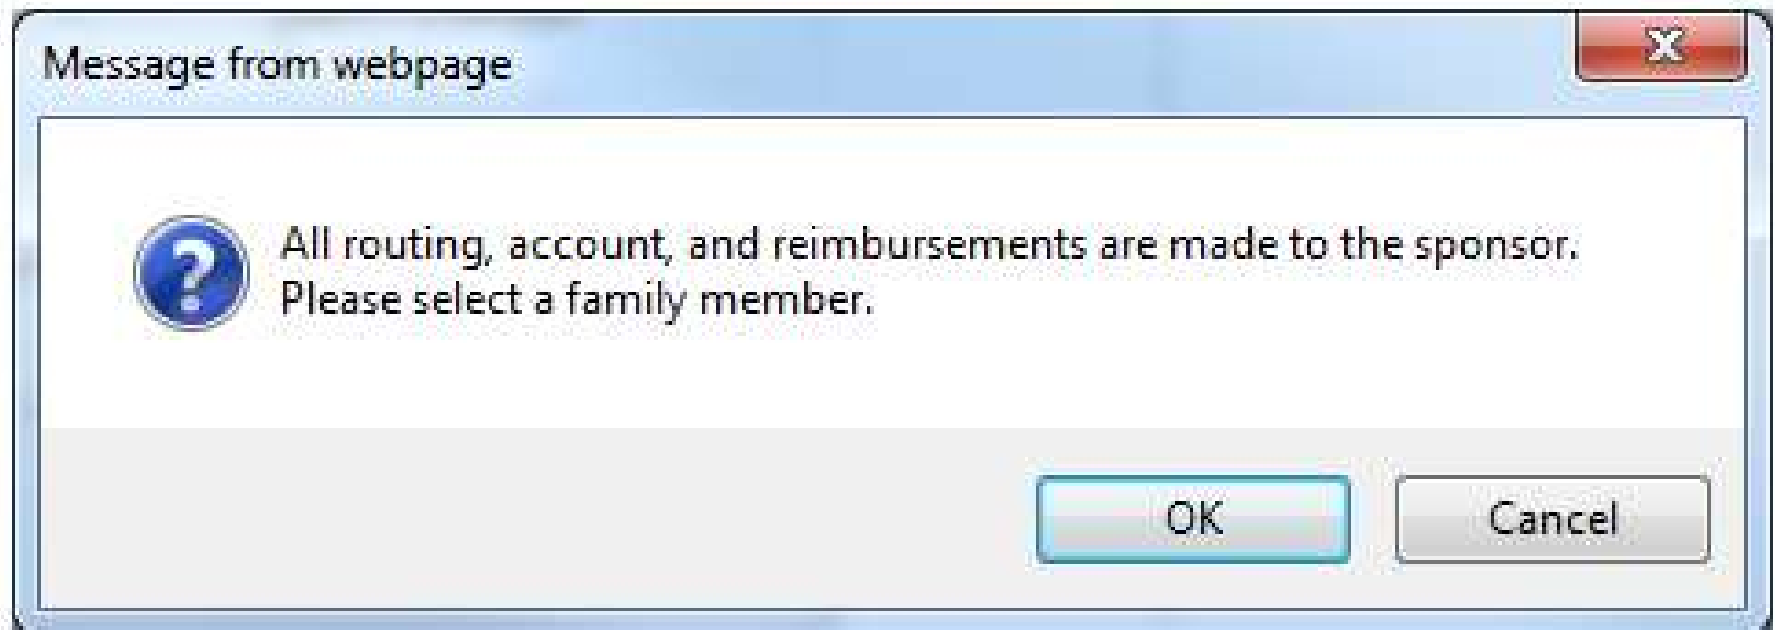 Message from webpage
All routing, account, and reimbursements are made to the sponsor.
Please select a family member.
OK
Cancel